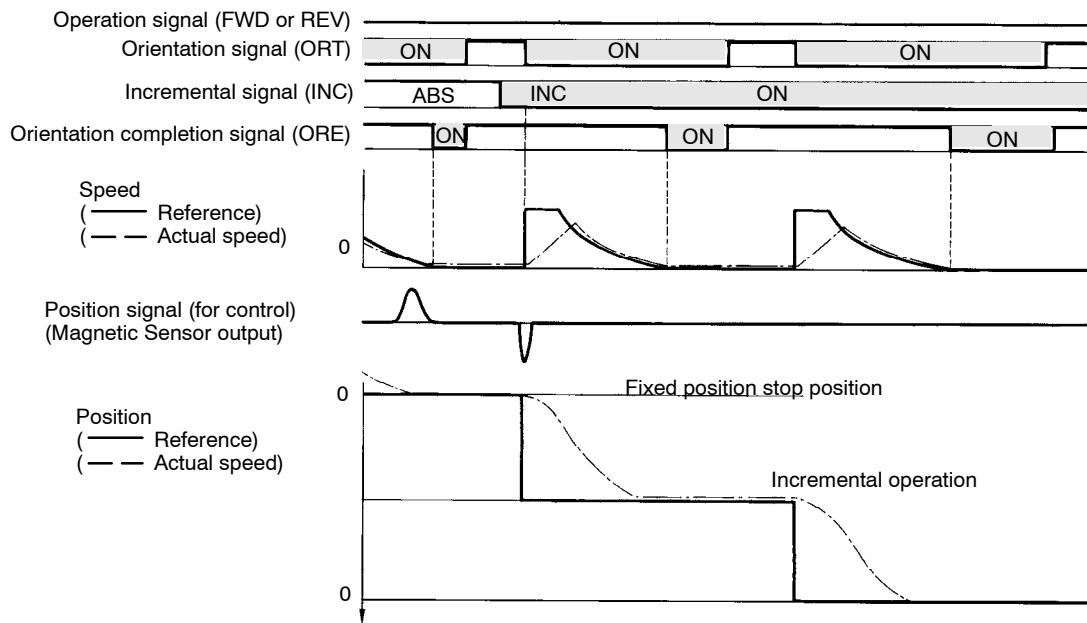 Operation signal (FWD or REV)
Orientation signal (ORT)
ON
ON
ON
Incremental signal (INC)
ABS
INC
ON
Orientation completion signal (ORE)
ON
ON
ON
Speed
( Reference)
( Actual speed)
0
Position signal (for control)
(Magnetic Sensor output)
0
Fixed position stop position
Position
( Reference)
( Actual speed)
Incremental operation
0